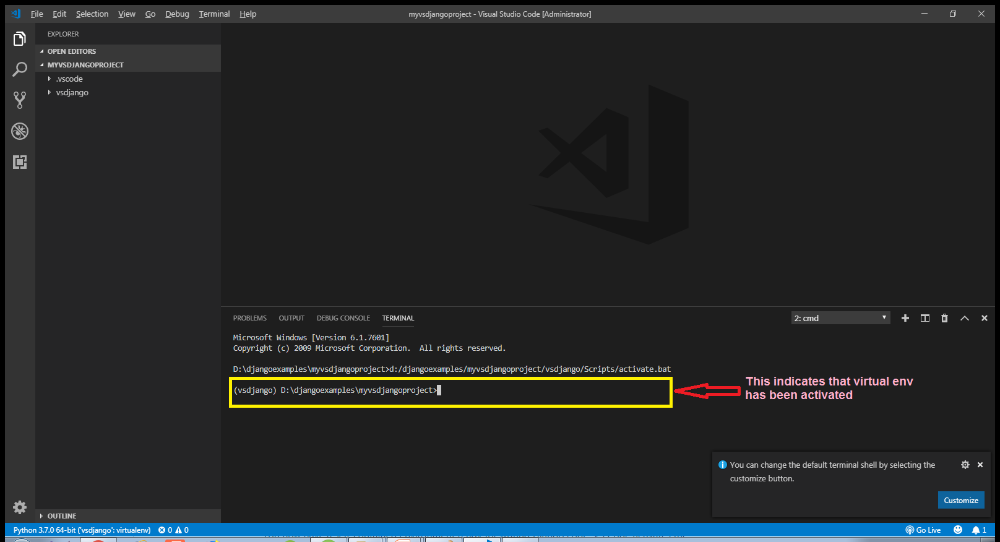 File Edit Selection View Go Debug Terminal Help
myvsdjangoproject - Visual Studio Code [Administrator]
EXPLORER
OPEN EDITORS
MYVSDJANGOPROJECT
.vscode
vsdjango
OUTLINE
PROBLEMS OUTPUT DEBUG CONSOLE TERMINAL
2: cmd
Microsoft Windows [Version 6.1.7601]
Copyright (c) 2009 Microsoft Corporation.  All rights reserved.
D:\djangoexamples\myvsdjangoproject>d:/djangoexamples/myvsdjangoproject/vsdjango/Scripts/activate.bat
(vsdjango) D:\djangoexamples\myvsdjangoproject>
This indicates that virtual env
has been activated
You can change the default terminal shell by selecting the
customize button.
Customize
Python 3.7.0 64-bit ('vsdjango': virtualenv) 0 0
Go Live 1